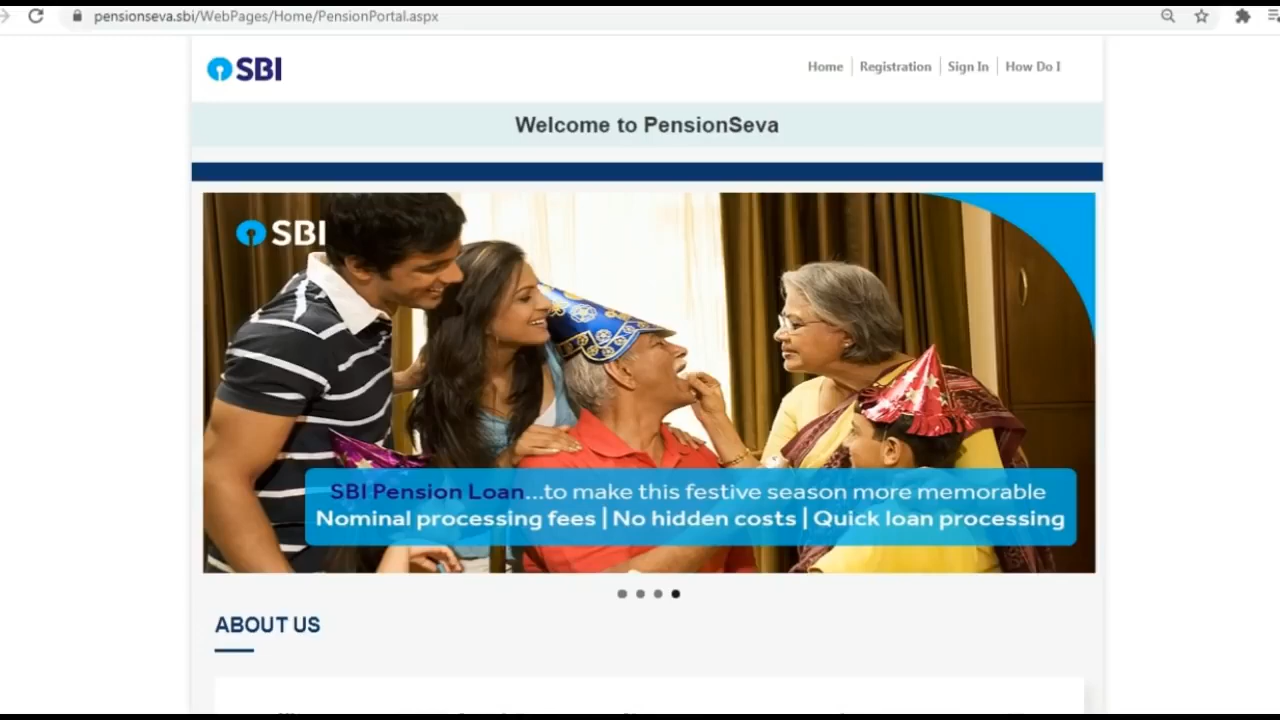 pensionseva.sbi/WebPages/Home/PensionPortal.aspx
SBI
Home Registration Sign In How Do I
Welcome to PensionSeva
SBI
SBI Pension Loan...to make this festive season more memorable
Nominal processing fees | No hidden costs | Quick loan processing
ABOUT US